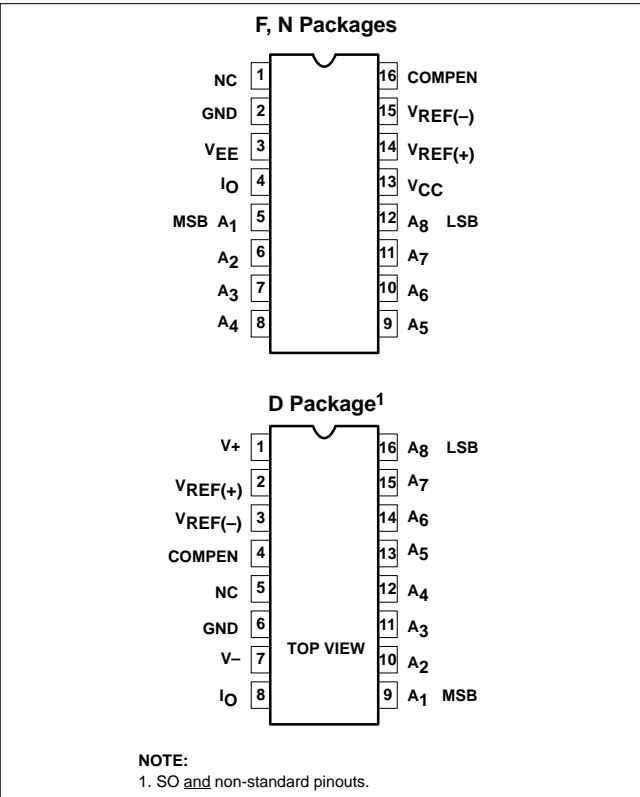 F, N Packages
NC 1 16 COMPEN
GND 2 15 VREF(–)
VEE 3 14 VREF(+)
IO 4 13 VCC
MSB A1 5 12 A8 LSB
A2 6 11 A7
A3 7 10 A6
A4 8 9 A5
D Package1
V+ 1 16 A8 LSB
VREF(+) 2 15 A7
VREF(–) 3 14 A6
COMPEN 4 13 A5
NC 5 12 A4
GND 6 11 A3
TOP VIEW
V– 7 10 A2
IO 8 9 A1 MSB
NOTE:
1. SO and non-standard pinouts.